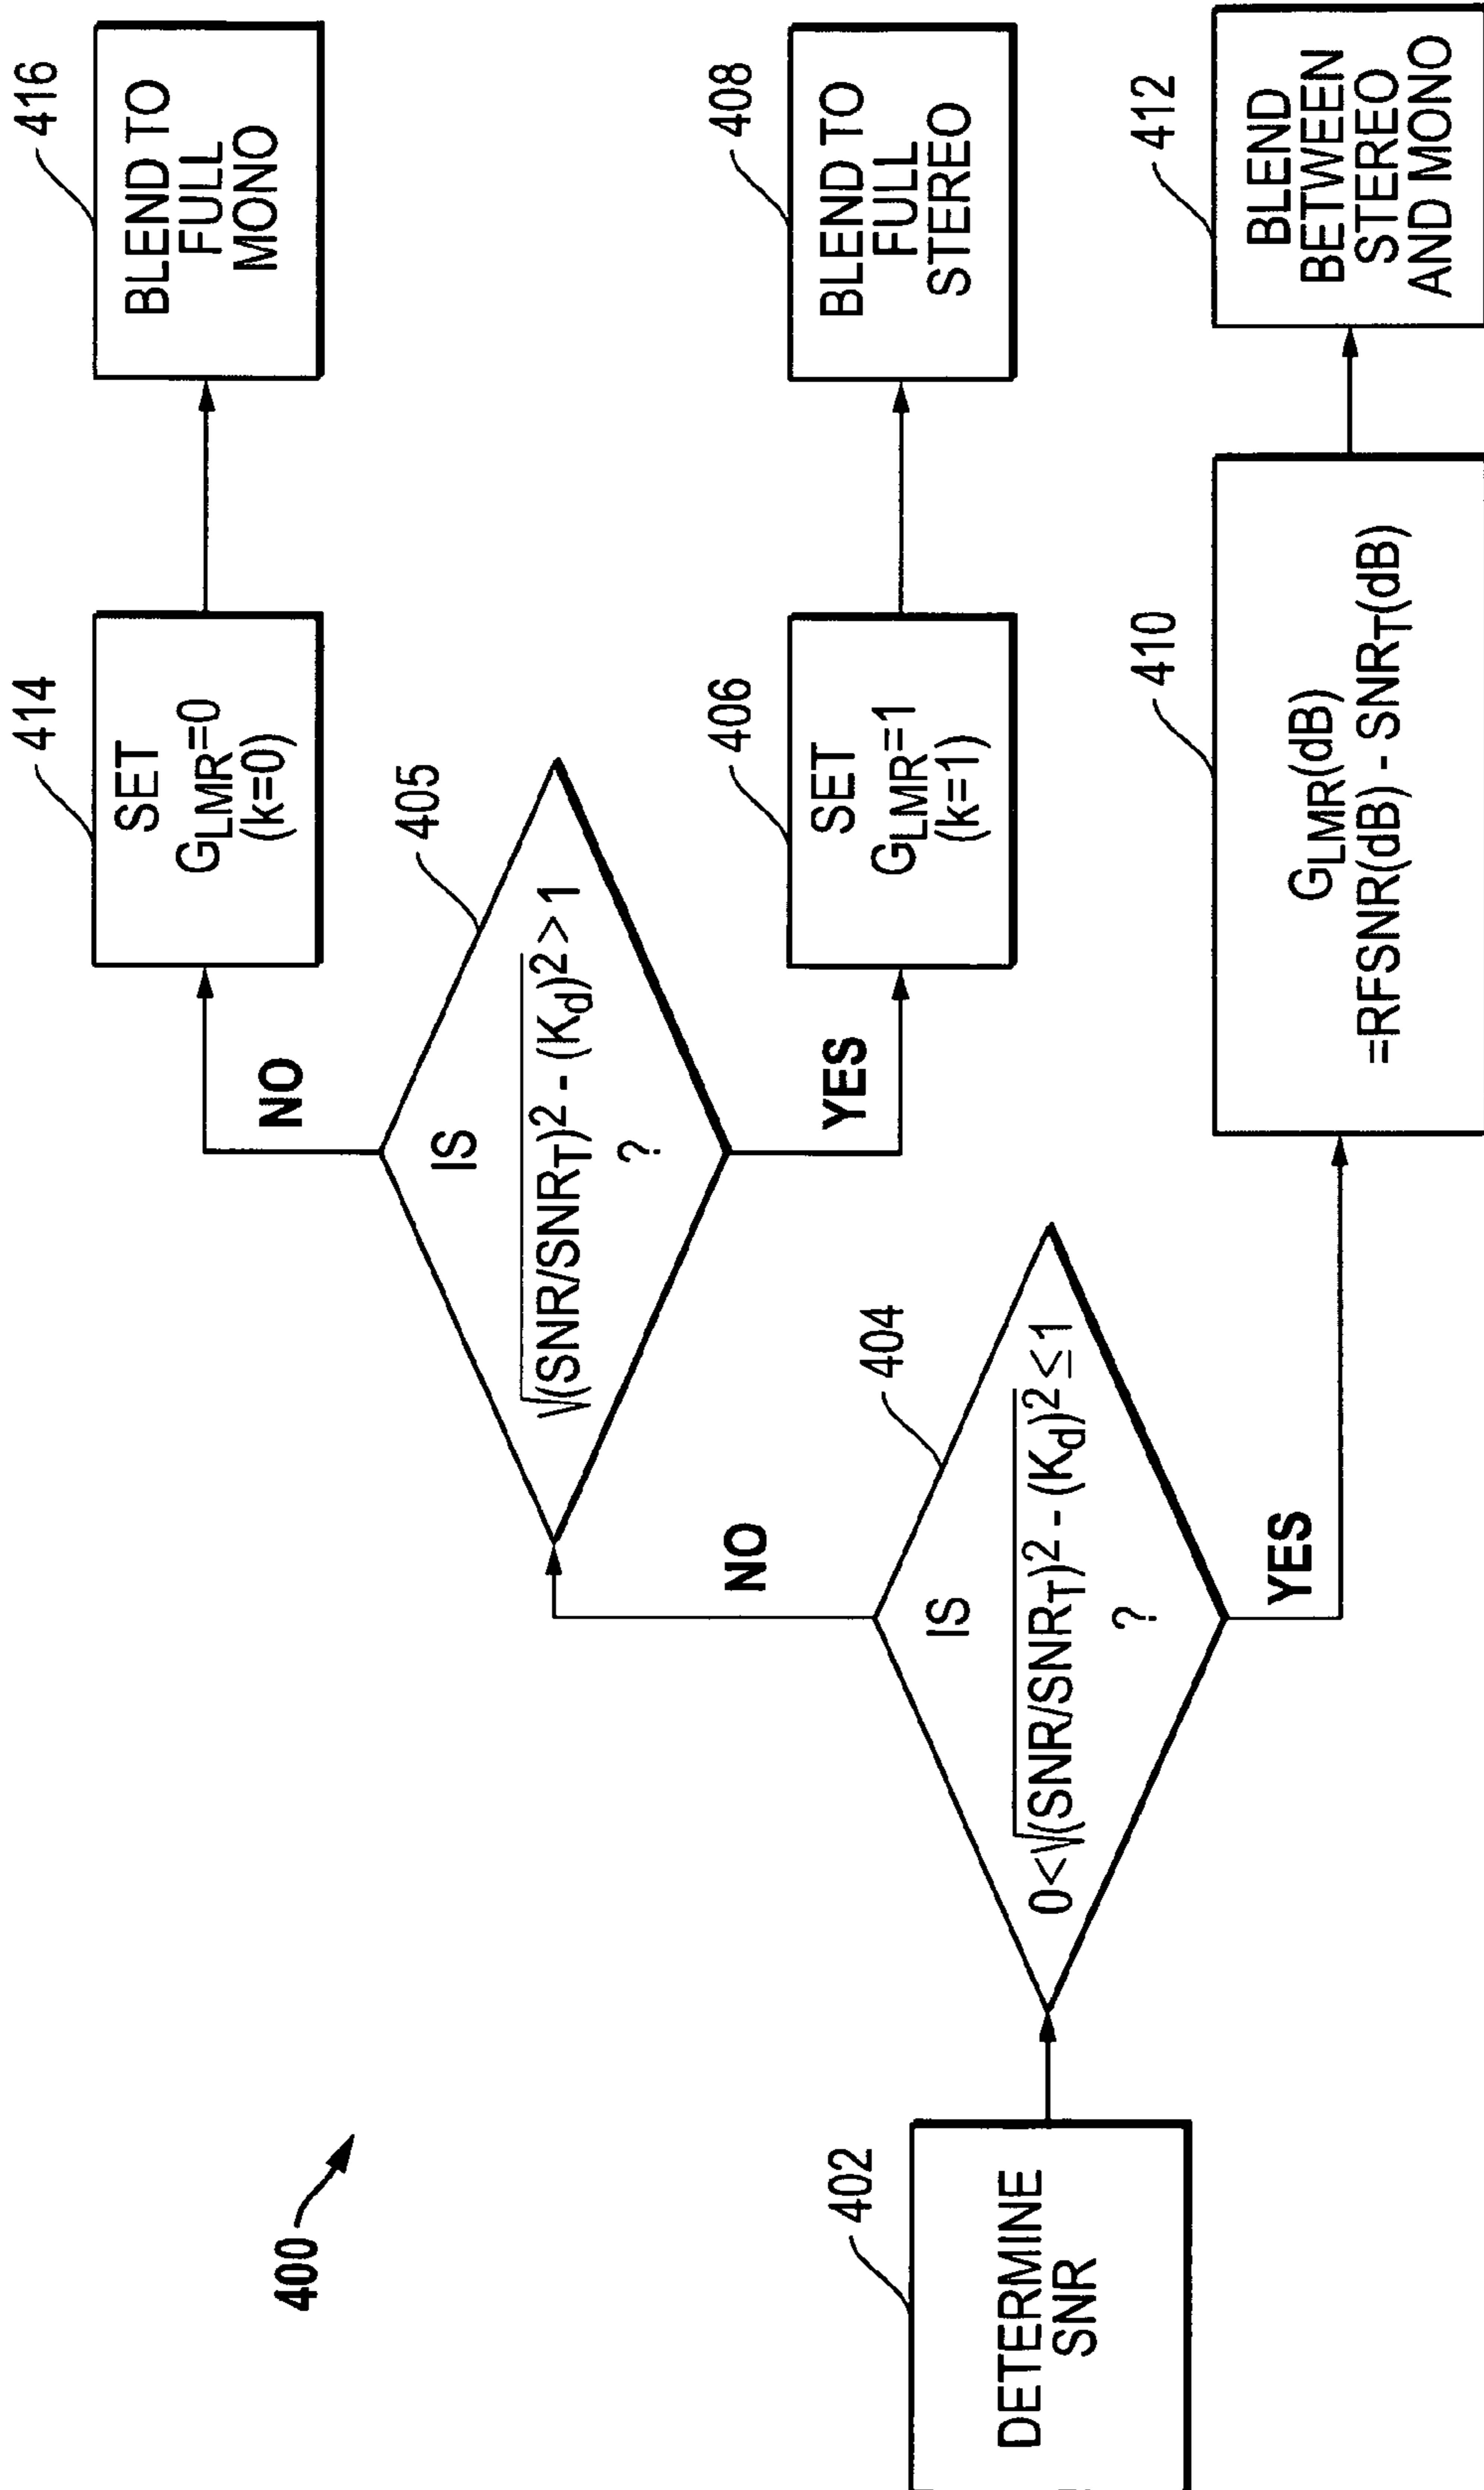 400
402
DETERMINE
SNR
404
IS
0<√(SNR/SNRT)2 - (Kd)2 ≤1
?
NO
YES
405
IS
√(SNR/SNRT)2 - (Kd)2 >1
?
NO
YES
414
SET
GLMR=0
(k=0)
416
BLEND TO
FULL
MONO
406
SET
GLMR=1
(k=1)
408
BLEND TO
FULL
STEREO
410
GLMR(dB)
=RFSNR(dB) - SNRT(dB)
412
BLEND
BETWEEN
STEREO
AND MONO